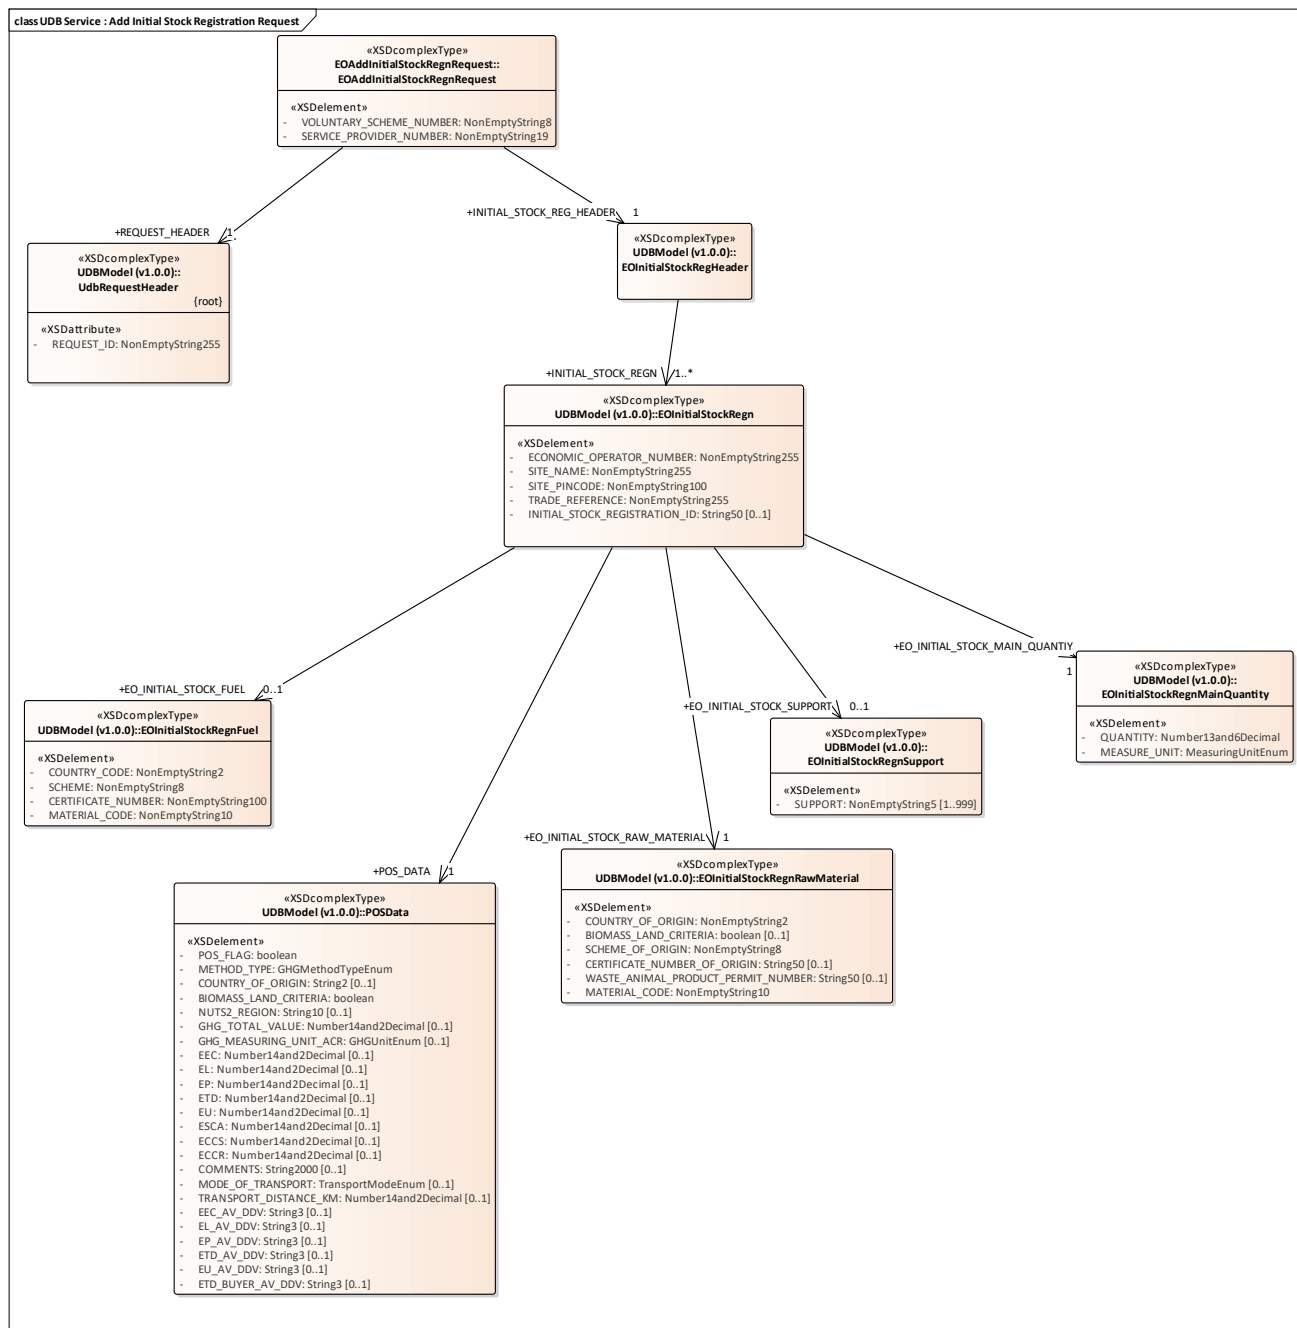 class UDB Service : Add Initial Stock Registration Request
«XSDcomplexType»
EOAddInitialStockRegnRequest::
EOAddInitialStockRegnRequest
«XSDelement»
- VOLUNTARY_SCHEME_NUMBER: NonEmptyString8
- SERVICE_PROVIDER_NUMBER: NonEmptyString19
+REQUEST_HEADER 1
+INITIAL_STOCK_REG_HEADER 1
«XSDcomplexType»
UDBModel (v1.0.0)::
UdbRequestHeader
{root}
«XSDattribute»
- REQUEST_ID: NonEmptyString255
«XSDcomplexType»
UDBModel (v1.0.0)::
EOInitialStockRegHeader
+INITIAL_STOCK_REGN 1..*
«XSDcomplexType»
UDBModel (v1.0.0)::EOInitialStockRegn
«XSDelement»
- ECONOMIC_OPERATOR_NUMBER: NonEmptyString255
- SITE_NAME: NonEmptyString255
- SITE_PINCODE: NonEmptyString100
- TRADE_REFERENCE: NonEmptyString255
- INITIAL_STOCK_REGISTRATION_ID: String50 [0..1]
+EO_INITIAL_STOCK_MAIN_QUANTIY
1
«XSDcomplexType»
UDBModel (v1.0.0)::
EOInitialStockRegnMainQuantity
«XSDelement»
- QUANTITY: Number13and6Decimal
- MEASURE_UNIT: MeasuringUnitEnum
+EO_INITIAL_STOCK_FUEL 0..1
«XSDcomplexType»
UDBModel (v1.0.0)::EOInitialStockRegnFuel
«XSDelement»
- COUNTRY_CODE: NonEmptyString2
- SCHEME: NonEmptyString8
- CERTIFICATE_NUMBER: NonEmptyString100
- MATERIAL_CODE: NonEmptyString10
+EO_INITIAL_STOCK_SUPPORT 0..1
«XSDcomplexType»
UDBModel (v1.0.0)::
EOInitialStockRegnSupport
«XSDelement»
- SUPPORT: NonEmptyString5 [1..999]
+EO_INITIAL_STOCK_RAW_MATERIAL 1
«XSDcomplexType»
UDBModel (v1.0.0)::EOInitialStockRegnRawMaterial
«XSDelement»
- COUNTRY_OF_ORIGIN: NonEmptyString2
- BIOMASS_LAND_CRITERIA: boolean [0..1]
- SCHEME_OF_ORIGIN: NonEmptyString8
- CERTIFICATE_NUMBER_OF_ORIGIN: String50 [0..1]
- WASTE_ANIMAL_PRODUCT_PERMIT_NUMBER: String50 [0..1]
- MATERIAL_CODE: NonEmptyString10
+POS_DATA 1
«XSDcomplexType»
UDBModel (v1.0.0)::POSData
«XSDelement»
- POS_FLAG: boolean
- METHOD_TYPE: GHGMethodTypeEnum
- COUNTRY_OF_ORIGIN: String2 [0..1]
- BIOMASS_LAND_CRITERIA: boolean
- NUTS2_REGION: String10 [0..1]
- GHG_TOTAL_VALUE: Number14and2Decimal [0..1]
- GHG_MEASURING_UNIT_ACR: GHGUnitEnum [0..1]
- EEC: Number14and2Decimal [0..1]
- EL: Number14and2Decimal [0..1]
- EP: Number14and2Decimal [0..1]
- ETD: Number14and2Decimal [0..1]
- EU: Number14and2Decimal [0..1]
- ESCA: Number14and2Decimal [0..1]
- ECCS: Number14and2Decimal [0..1]
- ECCR: Number14and2Decimal [0..1]
- COMMENTS: String2000 [0..1]
- MODE_OF_TRANSPORT: TransportModeEnum [0..1]
- TRANSPORT_DISTANCE_KM: Number14and2Decimal [0..1]
- EEC_AV_DDV: String3 [0..1]
- EL_AV_DDV: String3 [0..1]
- EP_AV_DDV: String3 [0..1]
- ETD_AV_DDV: String3 [0..1]
- EU_AV_DDV: String3 [0..1]
- ETD_BUYER_AV_DDV: String3 [0..1]